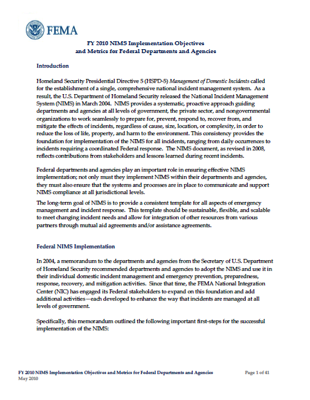 FEMA
FY 2010 NIMS Implementation Objectives
and Metrics for Federal Departments and Agencies
Introduction
Homeland Security Presidential Directive 5 (HSPD-5) Management of Domestic Incidents called
for the establishment of a single, comprehensive national incident management system. As a
result, the U.S. Department of Homeland Security released the National Incident Management
System (NIMS) in March 2004. NIMS provides a systematic, proactive approach guiding
departments and agencies at all levels of government, the private sector, and nongovernmental
organizations to work seamlessly to prepare for, prevent, respond to, recover from, and
mitigate the effects of incidents, regardless of cause, size, location, or complexity, in order to
reduce the loss of life, property, and harm to the environment. This consistency provides the
foundation for implementation of the NIMS for all incidents, ranging from daily occurrences to
incidents requiring a coordinated Federal response. The NIMS document, as revised in 2008,
reflects contributions from stakeholders and lessons learned during recent incidents.
Federal departments and agencies play an important role in ensuring effective NIMS
implementation; not only must they implement NIMS within their departments and agencies,
they must also ensure that the systems and processes are in place to communicate and support
NIMS compliance at all jurisdictional levels.
The long-term goal of NIMS is to provide a consistent template for all aspects of emergency
management and incident response. This template should be sustainable, flexible, and scalable
to meet changing incident needs and allow for integration of other resources from various
partners through mutual aid agreements and/or assistance agreements.
Federal NIMS Implementation
In 2004, a memorandum to the departments and agencies from the Secretary of U.S. Department
of Homeland Security recommended departments and agencies to adopt the NIMS and use it in
their individual domestic incident management and emergency prevention, preparedness,
response, recovery, and mitigation activities. Since that time, the FEMA National Integration
Center (NIC) has engaged its Federal stakeholders to expand on this foundation and add
additional activities—each developed to enhance the way that incidents are managed at all
levels of government.
Specifically, this memorandum outlined the following important first-steps for the successful
implementation of the NIMS:
FY 2010 NIMS Implementation Objectives and Metrics for Federal Departments and Agencies Page 1 of 41
May 2010